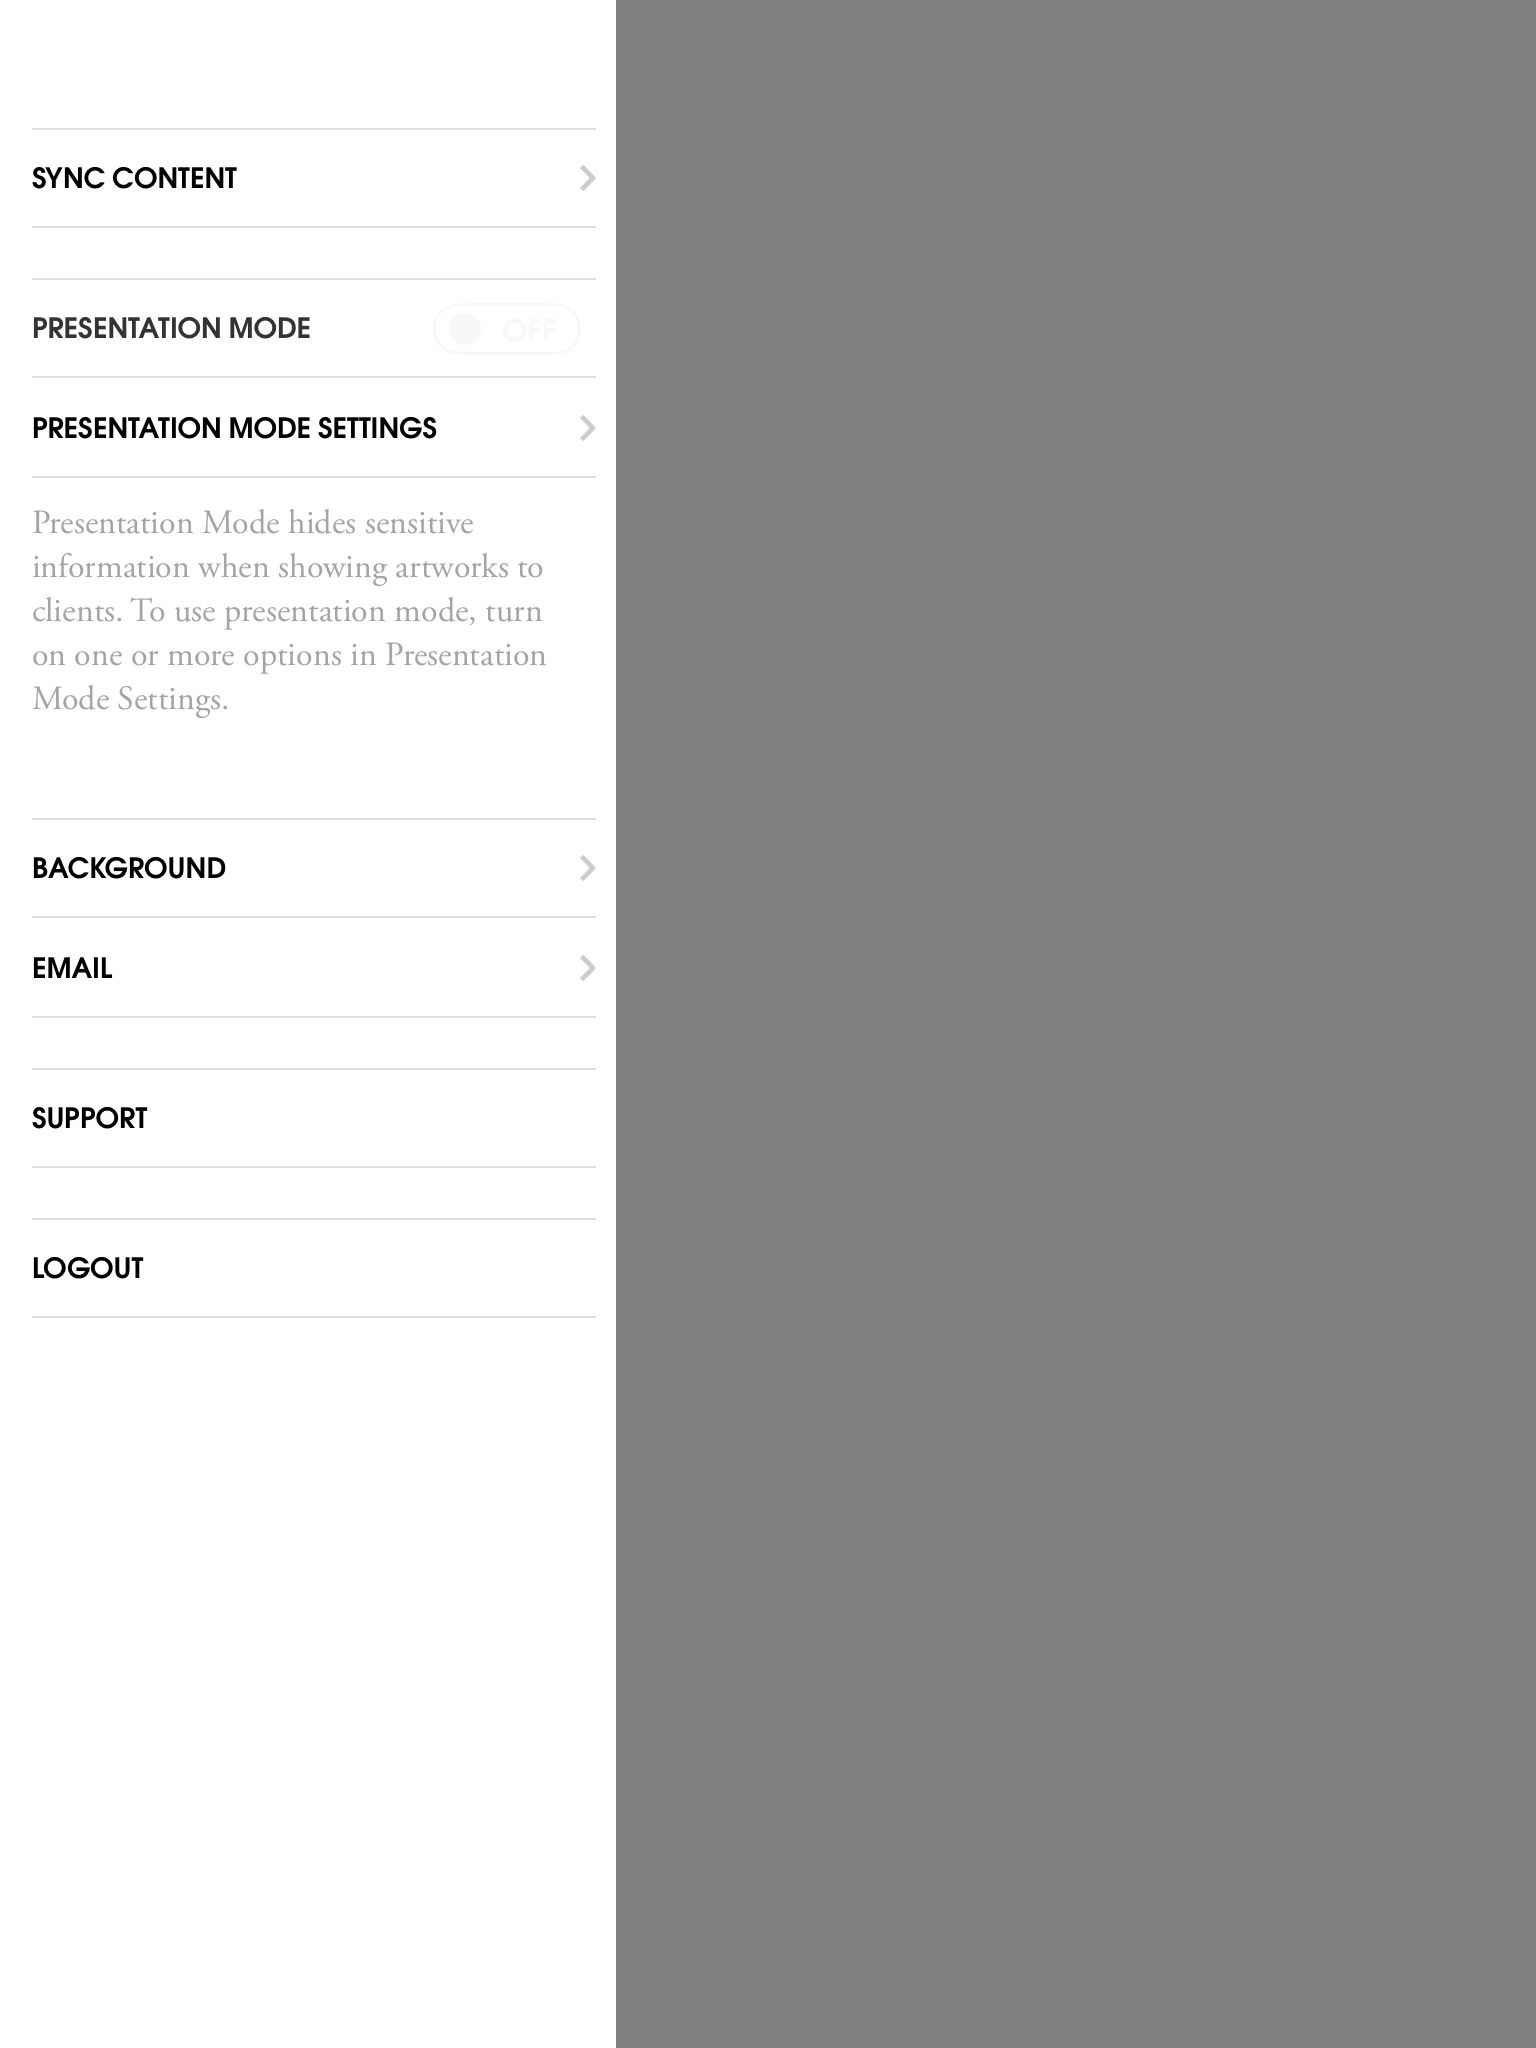 SYNC CONTENT
PRESENTATION MODE OFF
PRESENTATION MODE SETTINGS
Presentation Mode hides sensitive
information when showing artworks to
clients. To use presentation mode, turn
on one or more options in Presentation
Mode Settings.
BACKGROUND
EMAIL
SUPPORT
LOGOUT